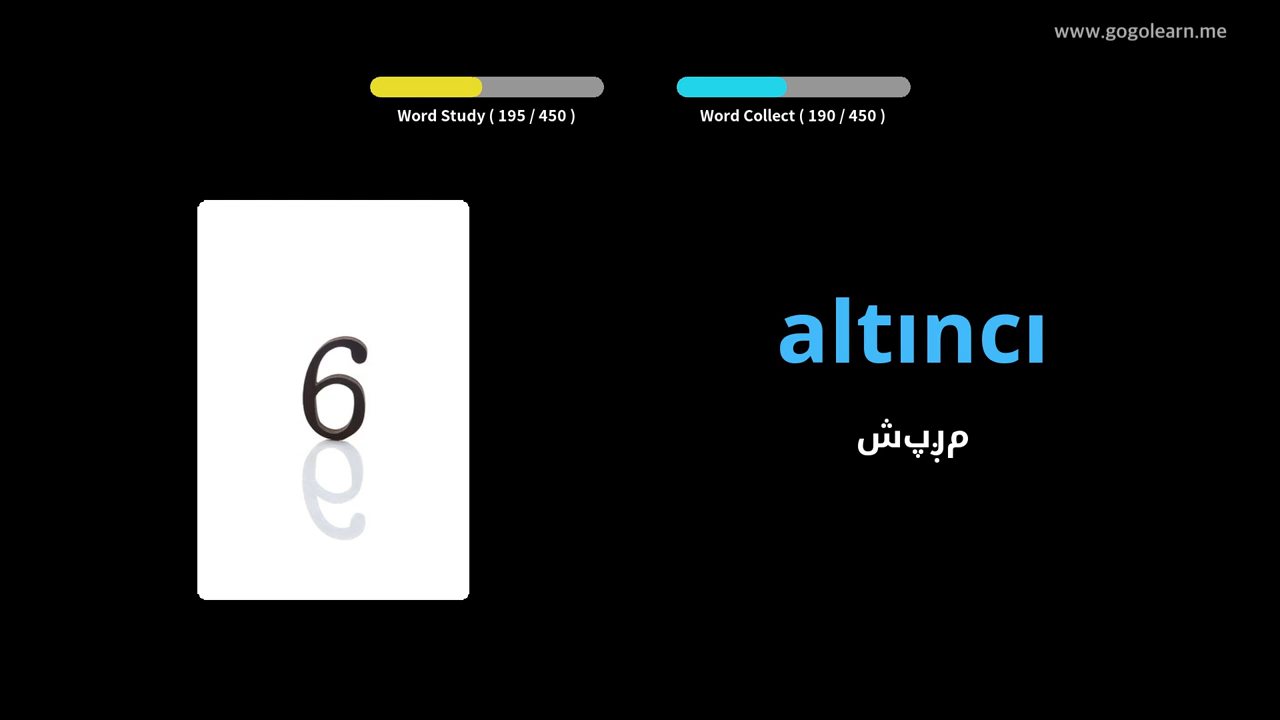 www.gogolearn.me
Word Study ( 195 / 450 )
Word Collect ( 190 / 450 )
6
altıncı
مږپش